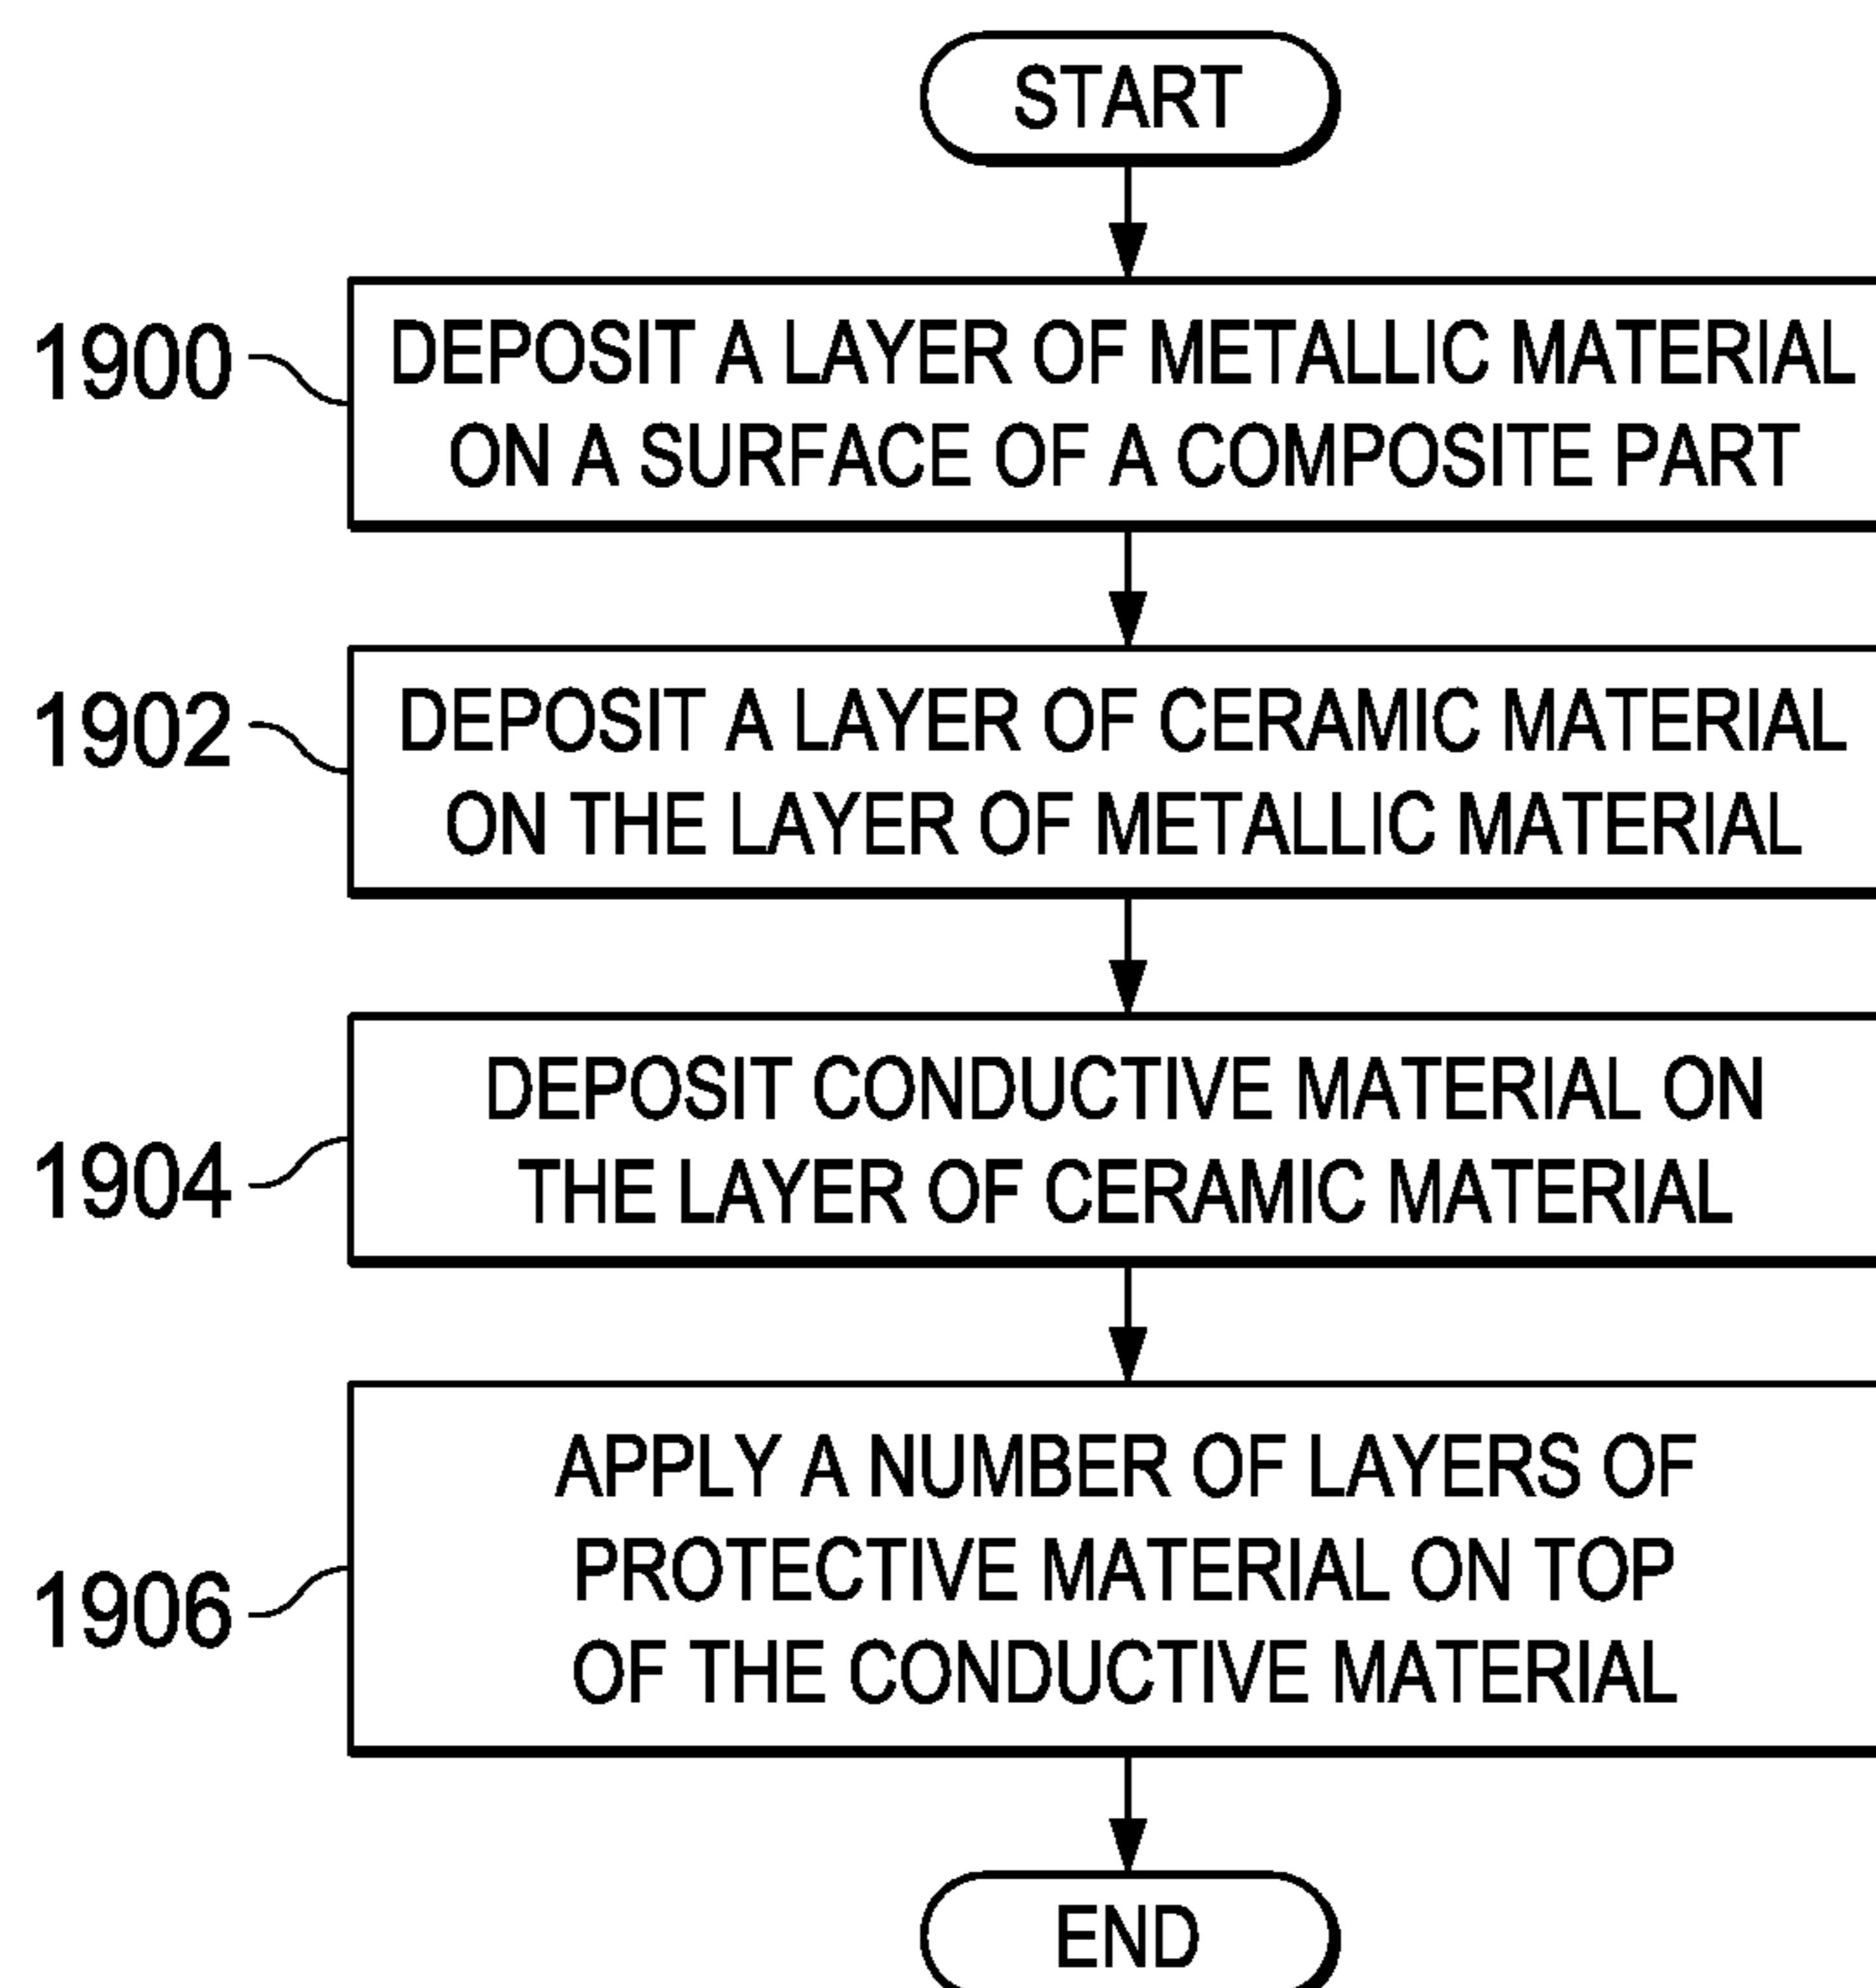 START
1900
DEPOSIT A LAYER OF METALLIC MATERIAL
ON A SURFACE OF A COMPOSITE PART
1902
DEPOSIT A LAYER OF CERAMIC MATERIAL
ON THE LAYER OF METALLIC MATERIAL
1904
DEPOSIT CONDUCTIVE MATERIAL ON
THE LAYER OF CERAMIC MATERIAL
1906
APPLY A NUMBER OF LAYERS OF
PROTECTIVE MATERIAL ON TOP
OF THE CONDUCTIVE MATERIAL
END